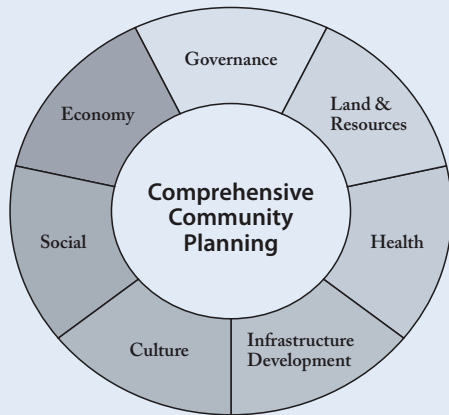 Governance
Land &
Resources
Health
Infrastructure
Development
Culture
Social
Economy
Comprehensive
Community
Planning